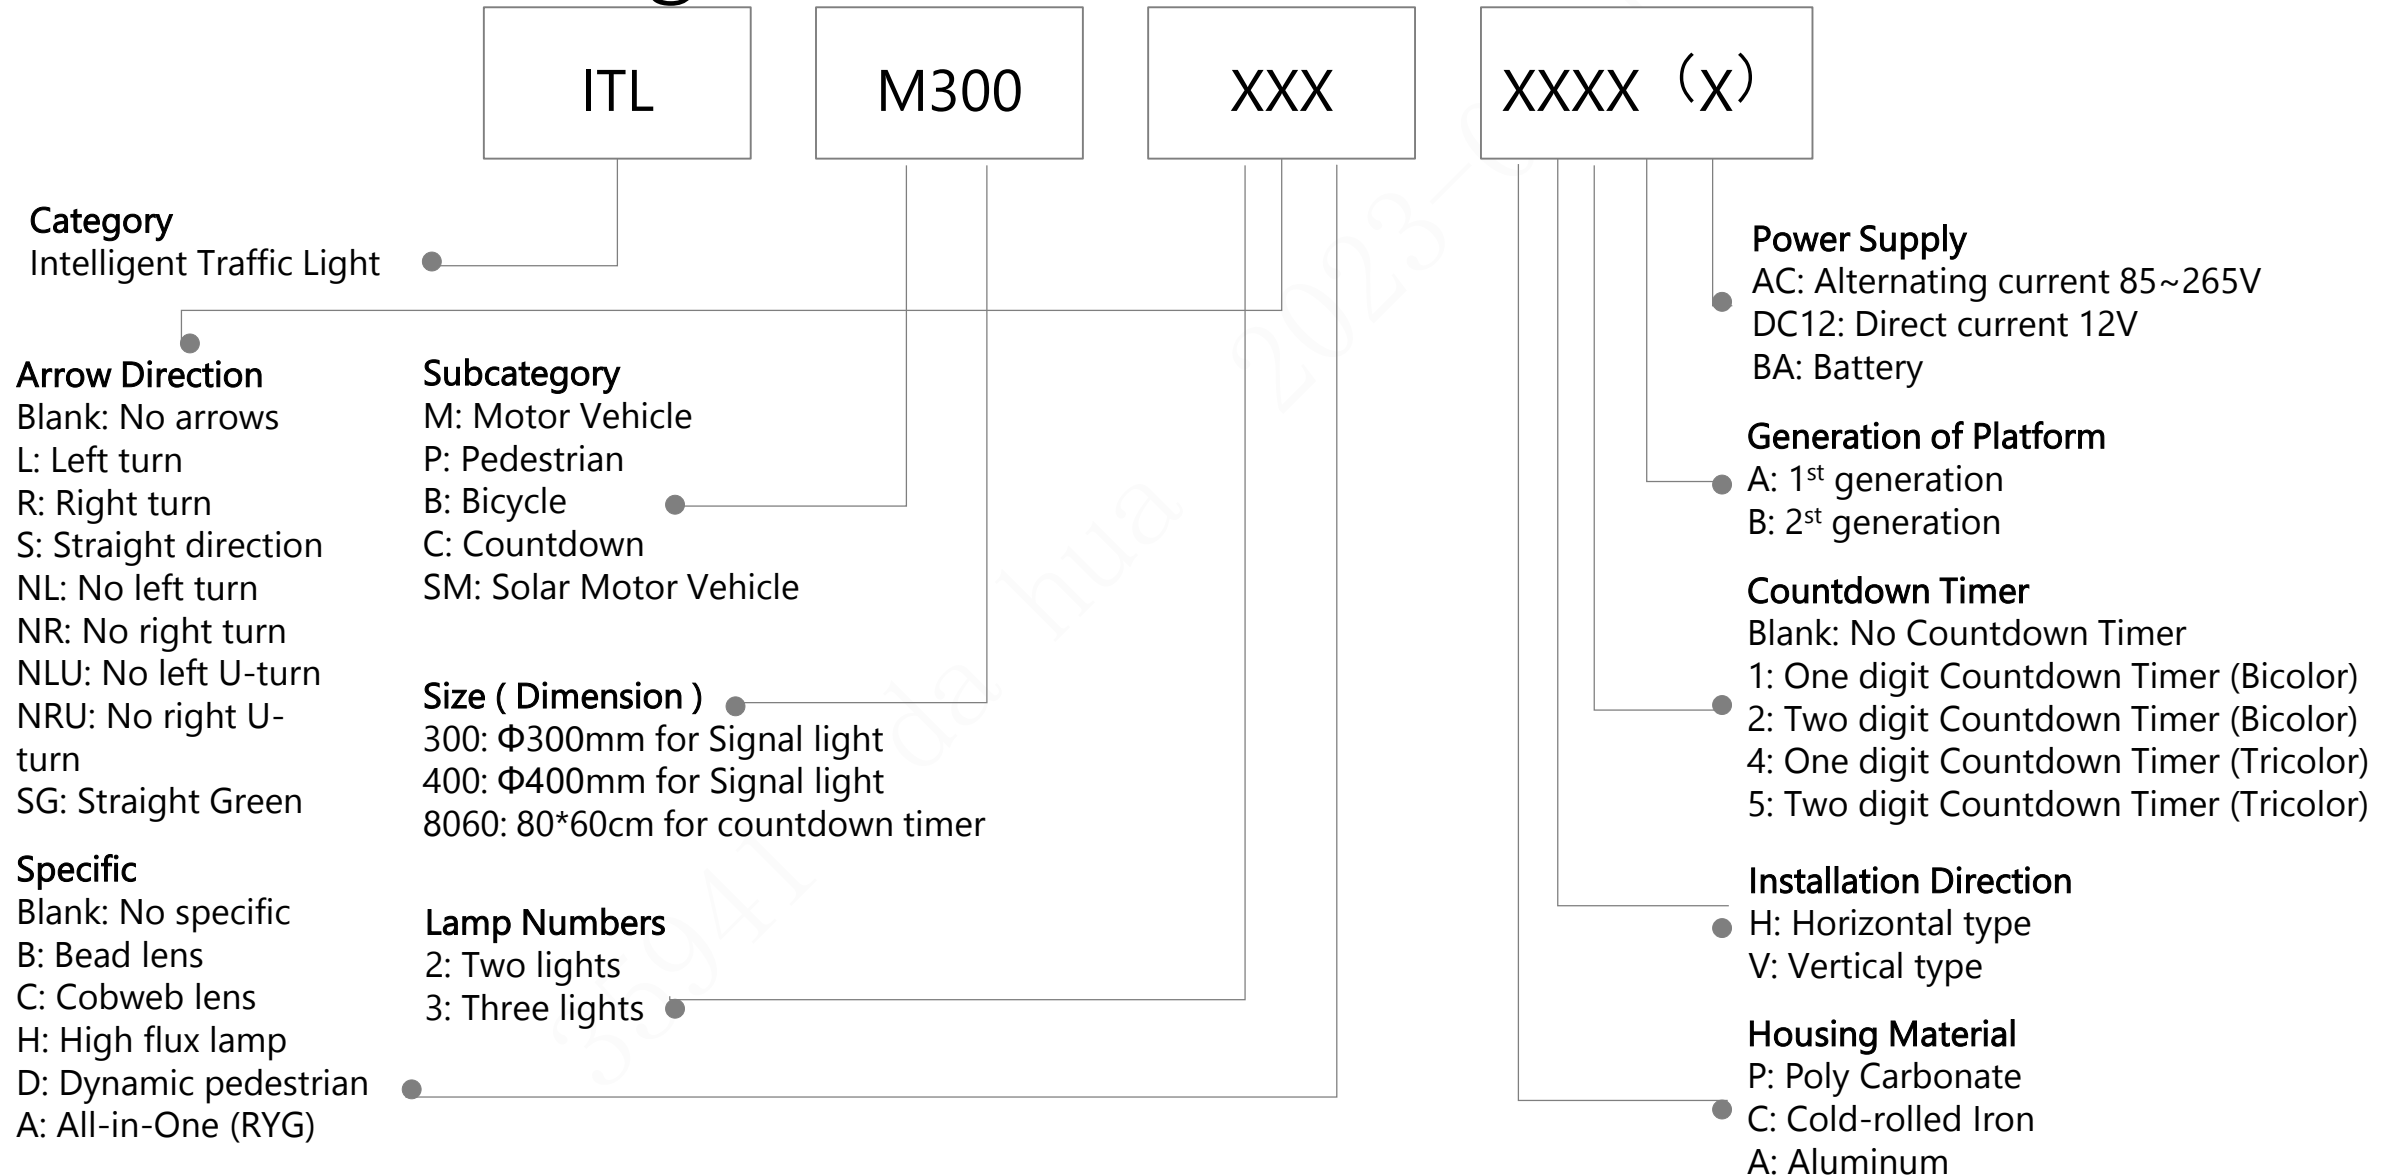 ITL
M300
XXX
XXXX（X）
Category
Intelligent Traffic Light
Arrow Direction
Blank: No arrows
L: Left turn
R: Right turn
S: Straight direction
NL: No left turn
NR: No right turn
NLU: No left U-turn
NRU: No right U-
turn
SG: Straight Green
Specific
Blank: No specific
B: Bead lens
C: Cobweb lens
H: High flux lamp
D: Dynamic pedestrian
A: All-in-One (RYG)
Subcategory
M: Motor Vehicle
P: Pedestrian
B: Bicycle
C: Countdown
SM: Solar Motor Vehicle
Size ( Dimension )
300: Φ300mm for Signal light
400: Φ400mm for Signal light
8060: 80*60cm for countdown timer
Lamp Numbers
2: Two lights
3: Three lights
Power Supply
AC: Alternating current 85~265V
DC12: Direct current 12V
BA: Battery
Generation of Platform
A: 1st generation
B: 2st generation
Countdown Timer
Blank: No Countdown Timer
1: One digit Countdown Timer (Bicolor)
2: Two digit Countdown Timer (Bicolor)
4: One digit Countdown Timer (Tricolor)
5: Two digit Countdown Timer (Tricolor)
Installation Direction
H: Horizontal type
V: Vertical type
Housing Material
P: Poly Carbonate
C: Cold-rolled Iron
A: Aluminum